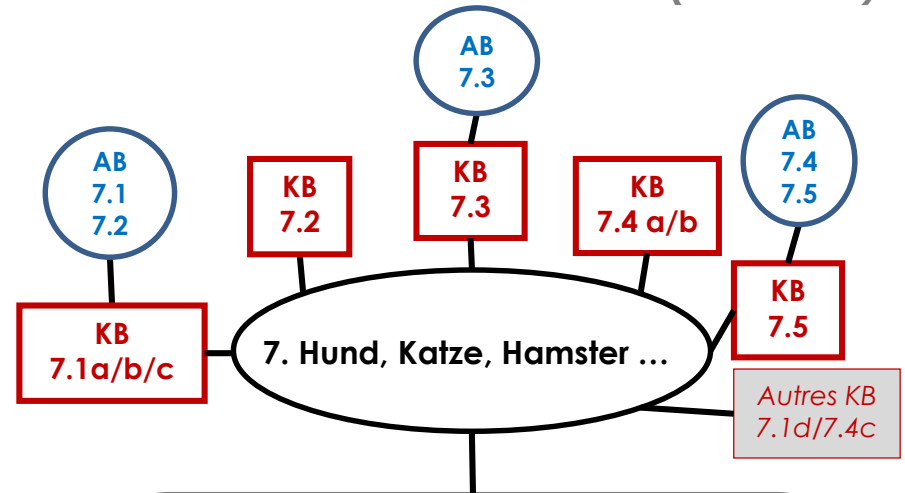 AB
7.3
AB
7.1
7.2
KB
7.2
KB
7.3
KB
7.4 a/b
AB
7.4
7.5
KB
7.1a/b/c
7. Hund, Katze, Hamster …
KB
7.5
Autres KB
7.1d/7.4c